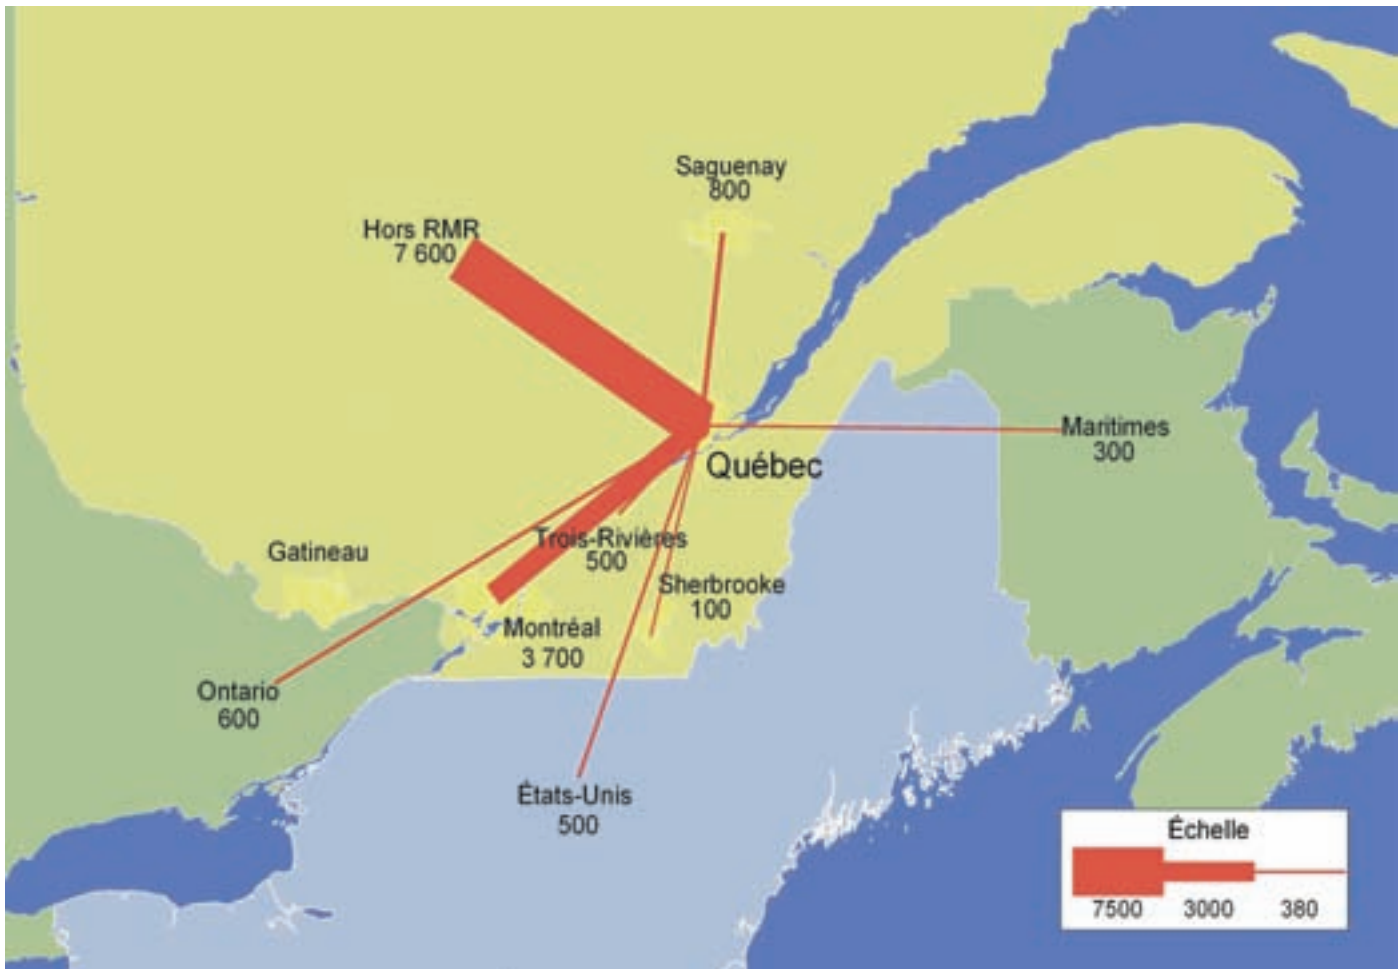 Saguenay
800
Hors RMR
7 600
Maritimes
300
Québec
Trois-Rivières
500
Gatineau
Sherbrooke
100
Montréal
3 700
Ontario
600
États-Unis
500
Échelle
7500 3000 380